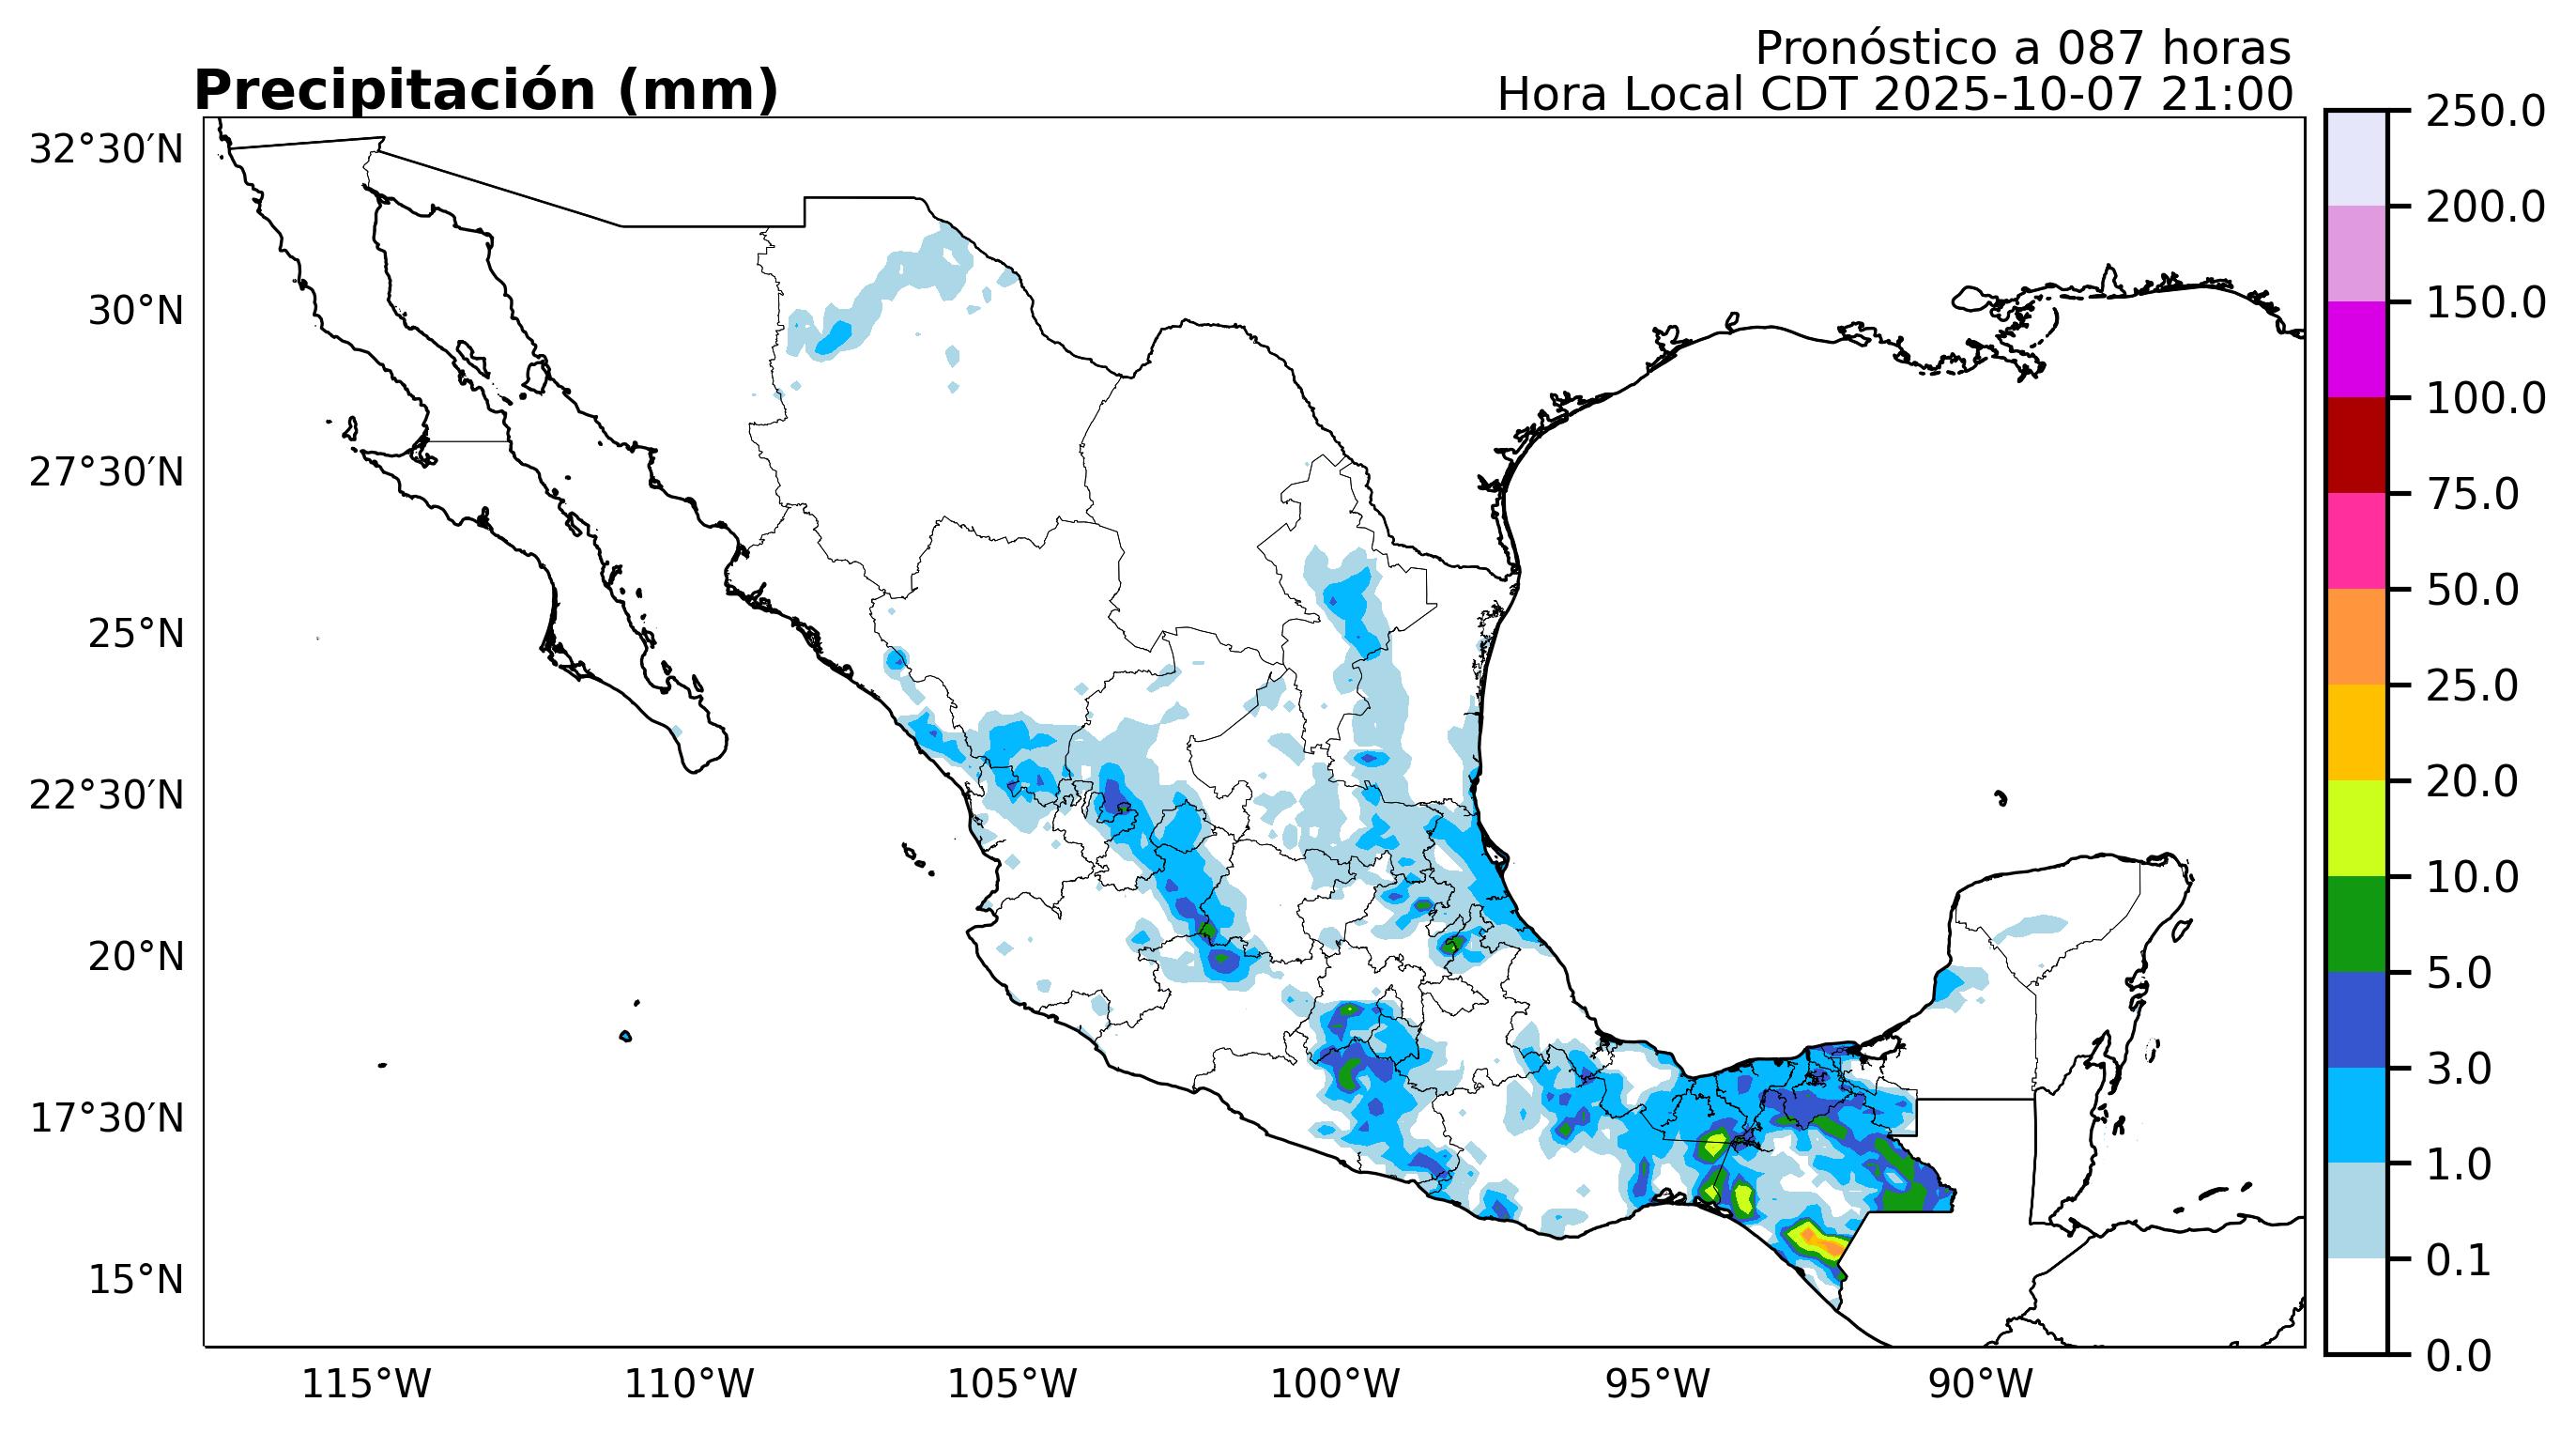 Pronóstico a 087 horas
Precipitación (mm)
Hora Local CDT 2025-10-07 21:00
32°30′N
30°N
27°30′N
25°N
22°30′N
20°N
17°30′N
15°N
115°W
110°W
105°W
100°W
95°W
90°W
250.0
200.0
150.0
100.0
75.0
50.0
25.0
20.0
10.0
5.0
3.0
1.0
0.1
0.0